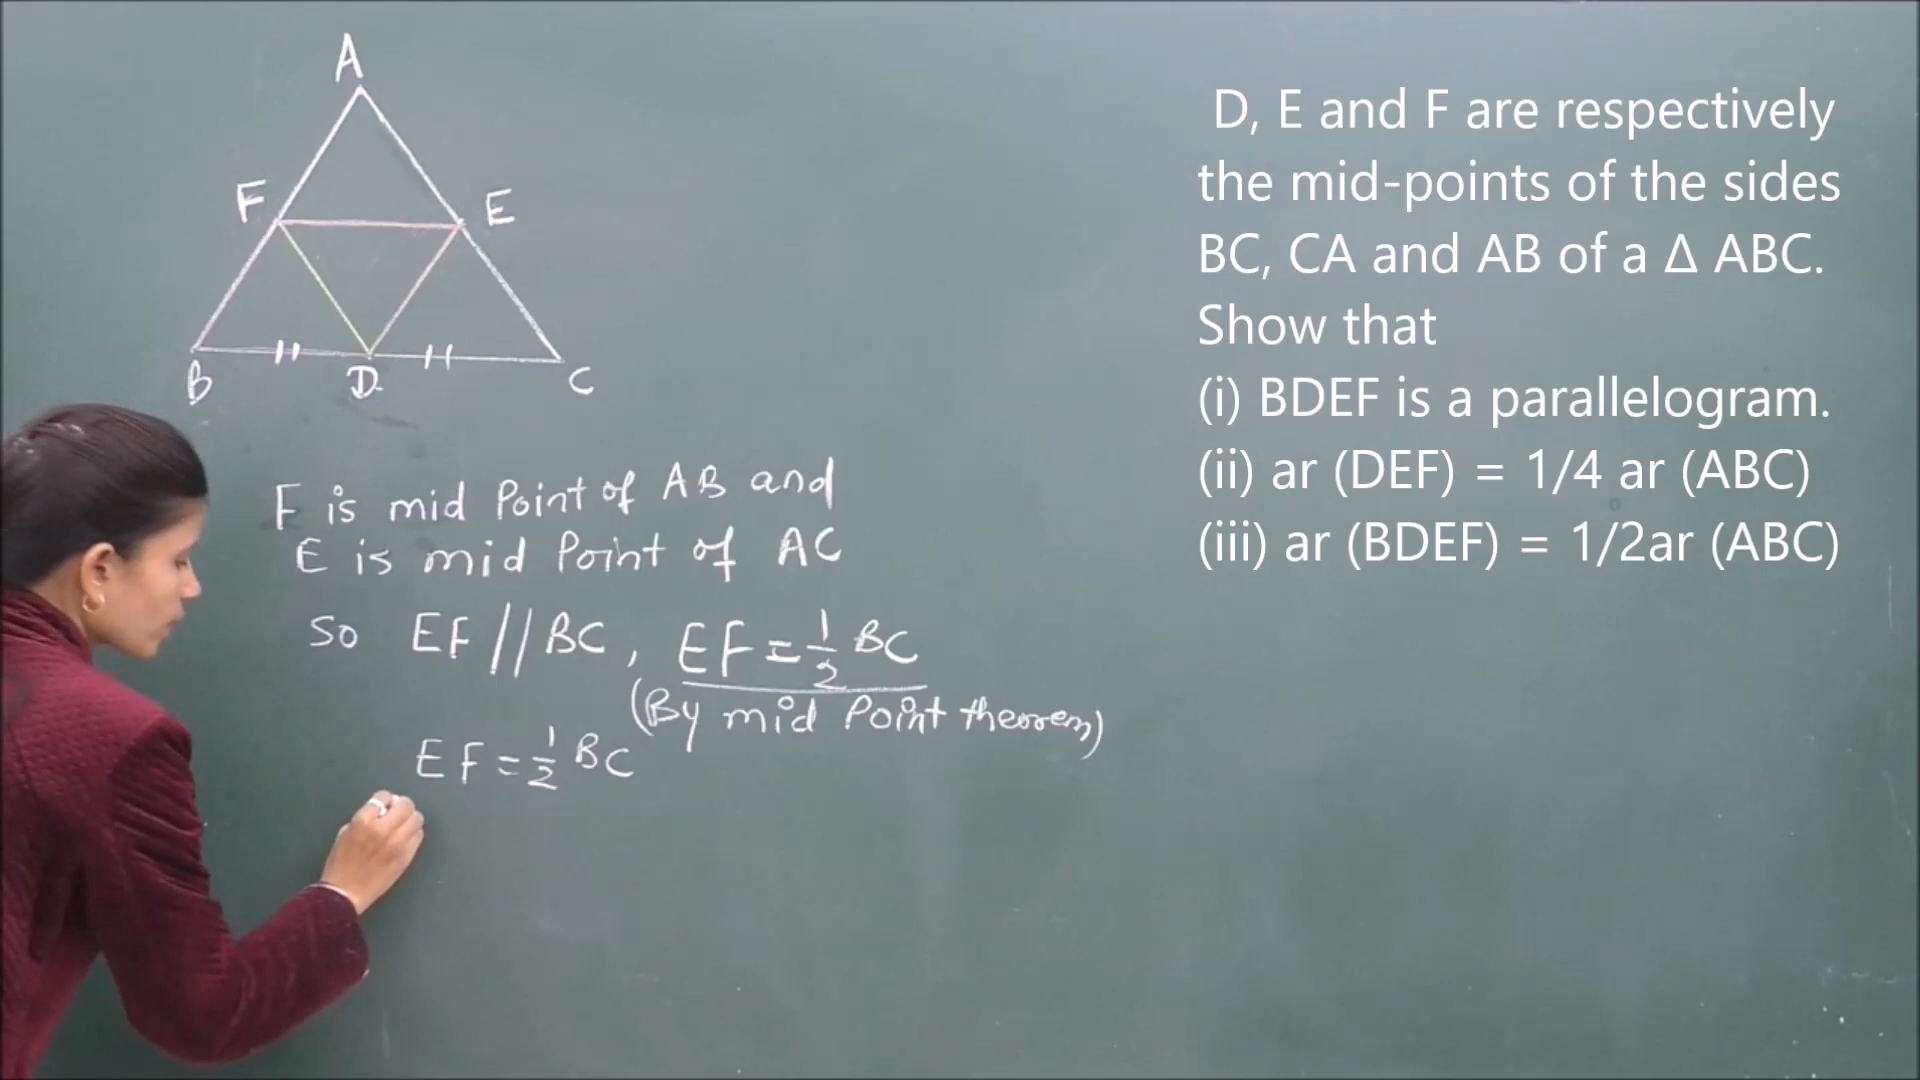 A
F
E
B
D
C
F is mid Point of AB and
E is mid Point of AC
So EF // BC, EF = 1/2 BC
(By mid Point theorem)
EF = 1/2 BC
D, E and F are respectively
the mid-points of the sides
BC, CA and AB of a Δ ABC.
Show that
(i) BDEF is a parallelogram.
(ii) ar (DEF) = 1/4 ar (ABC)
(iii) ar (BDEF) = 1/2ar (ABC)